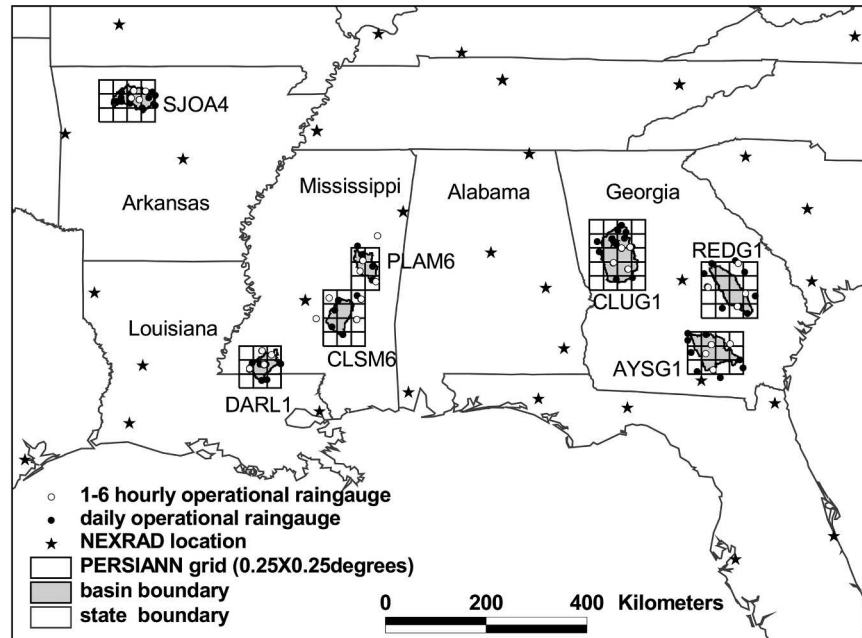 SJOA4
Mississippi
Alabama
Georgia
Arkansas
REDG1
PLAM6
CLUG1
Louisiana
CLSM6
AYSG1
DARL1
1-6 hourly operational raingauge
daily operational raingauge
NEXRAD location
PERSIANN grid (0.25X0.25degrees)
basin boundary
state boundary
0 200 400 Kilometers